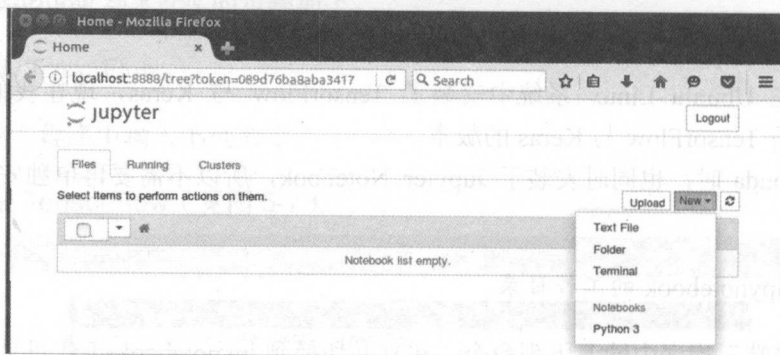 Home - Mozilla Firefox
Home
localhost:8888/tree?token=089d76ba8aba3417
Search
jupyter
Logout
Files Running Clusters
Select items to perform actions on them.
Upload New
Text File
Folder
Terminal
Notebooks
Python 3
Notebook list empty.